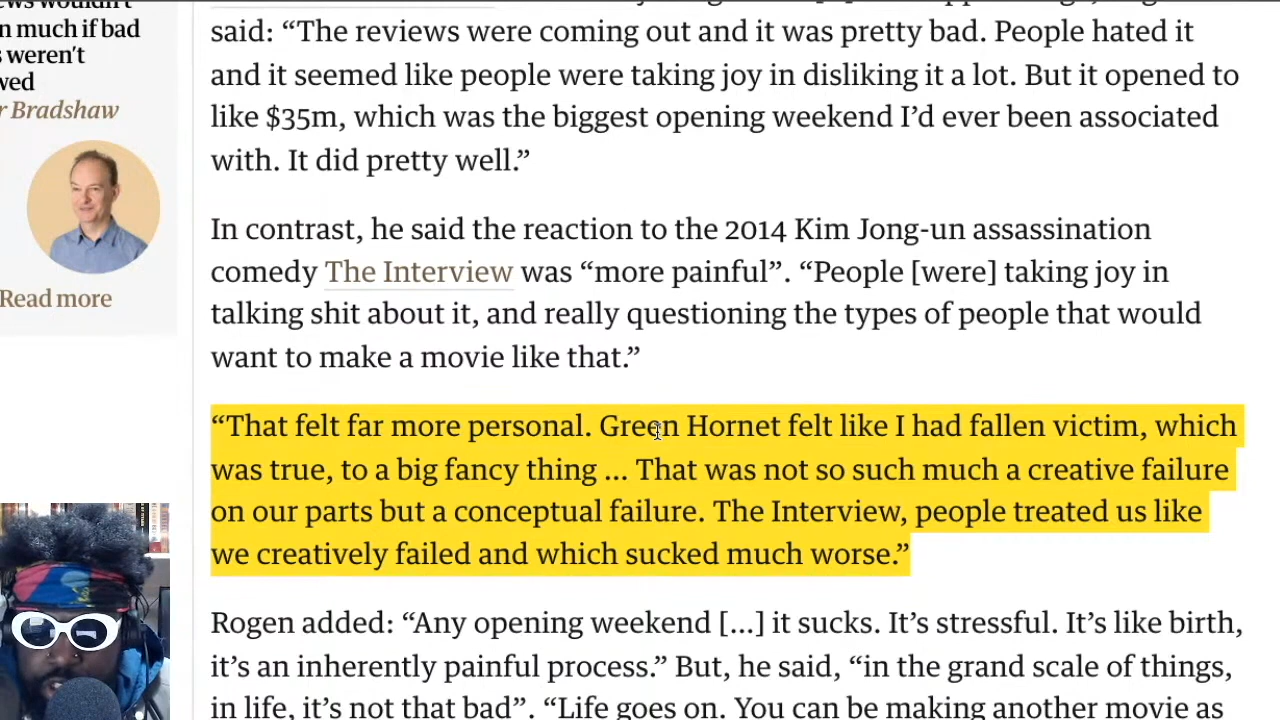 ws wouldn't
n much if bad
s weren't
wed
r Bradshaw
Read more
said: “The reviews were coming out and it was pretty bad. People hated it
and it seemed like people were taking joy in disliking it a lot. But it opened to
like $35m, which was the biggest opening weekend I’d ever been associated
with. It did pretty well.”
In contrast, he said the reaction to the 2014 Kim Jong-un assassination
comedy The Interview was “more painful”. “People [were] taking joy in
talking shit about it, and really questioning the types of people that would
want to make a movie like that.”
“That felt far more personal. Green Hornet felt like I had fallen victim, which
was true, to a big fancy thing ... That was not so such much a creative failure
on our parts but a conceptual failure. The Interview, people treated us like
we creatively failed and which sucked much worse.”
Rogen added: “Any opening weekend [...] it sucks. It’s stressful. It’s like birth,
it’s an inherently painful process.” But, he said, “in the grand scale of things,
in life, it’s not that bad”. “Life goes on. You can be making another movie as